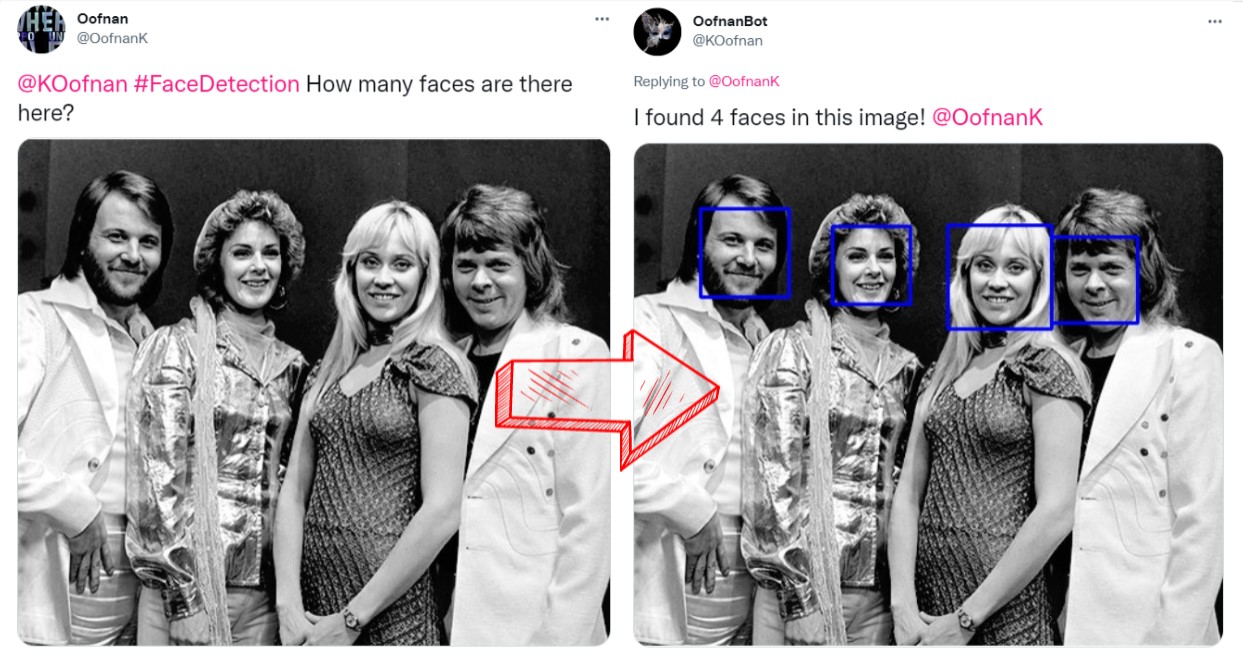 Oofnan
@OofnanK
@KOofnan #FaceDetection How many faces are there
here?
OofnanBot
@KOofnan
Replying to @OofnanK
I found 4 faces in this image! @OofnanK